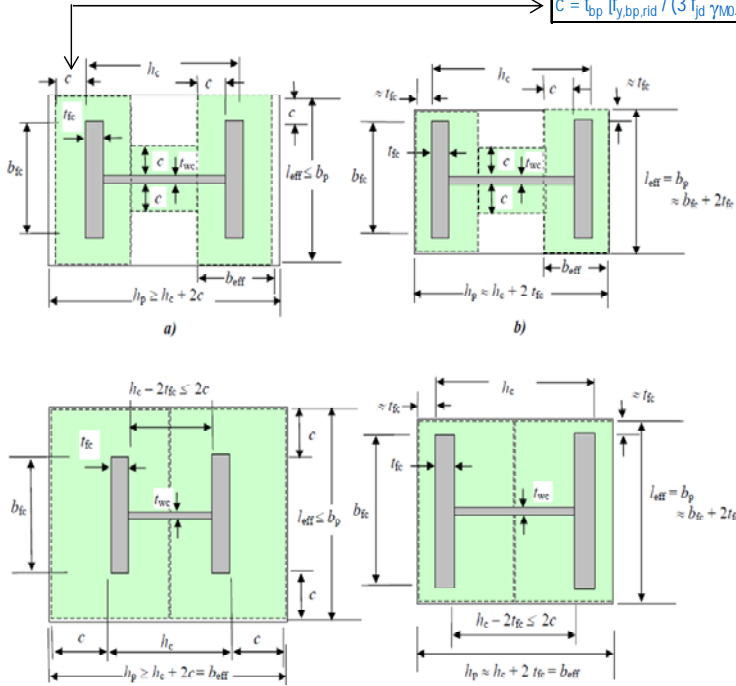 c = t_bp [f_y,bp,rid / (3 f_jd γ_M0
c
h_c
c
t_fc
c
b_fc
c
t_wc
c
l_eff ≤ b_p
b_eff
h_p ≥ h_c + 2c
a)
h_c
≈ t_fc
c
≈ t_fc
t_fc
b_fc
c
t_wc
c
l_eff = b_p
≈ b_fc + 2t_fc
b_eff
h_p ≈ h_c + 2 t_fc
b)
h_c – 2t_fc ≤ 2c
t_fc
c
b_fc
t_wc
l_eff ≤ b_p
c
c
h_c
c
h_p ≥ h_c + 2c = b_eff
h_c
≈ t_fc
≈ t_fc
t_fc
b_fc
t_wc
l_eff = b_p
≈ b_fc + 2t_f
h_c – 2t_fc ≤ 2c
h_p ≈ h_c + 2 t_fc = b_eff